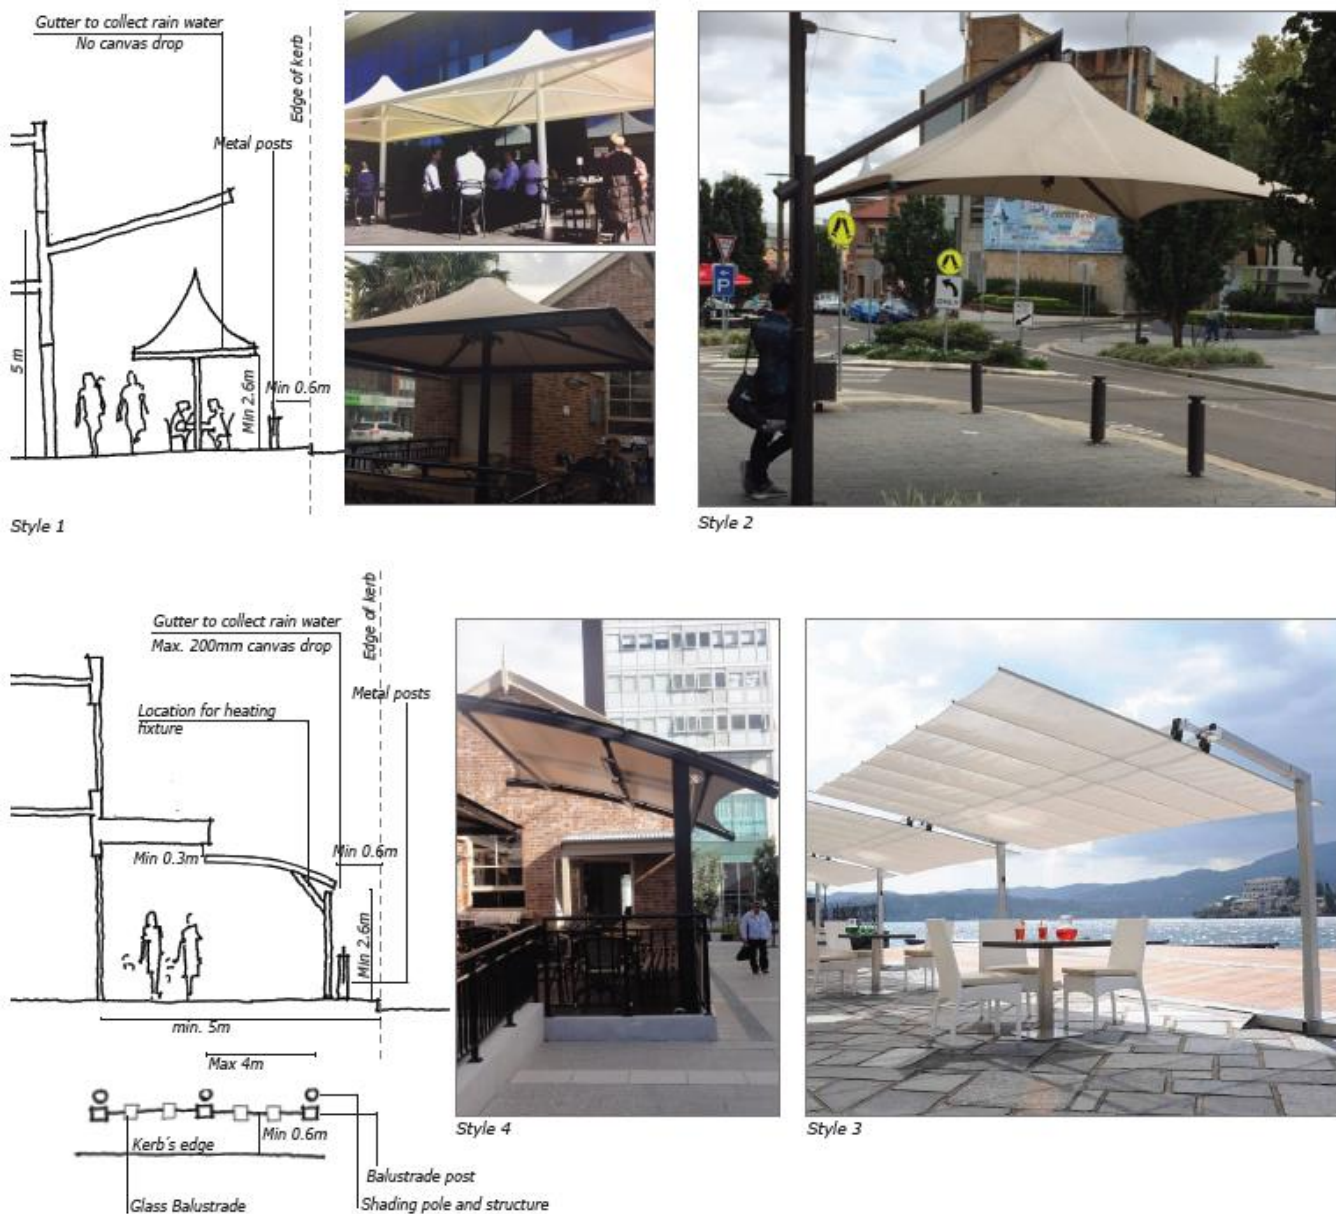 Gutter to collect rain water
No canvas drop
Edge of kerb
Metal posts
5 m
Min 2.6m
Min 0.6m
Style 1
P
ONLY
Style 2
Edge of kerb
Gutter to collect rain water
Max. 200mm canvas drop
Metal posts
Location for heating
fixture
Min 0.6m
Min 0.3m
Min 2.6m
min. 5m
Max 4m
Min 0.6m
Kerb's edge
Balustrade post
Glass Balustrade
Shading pole and structure
Style 4
Style 3